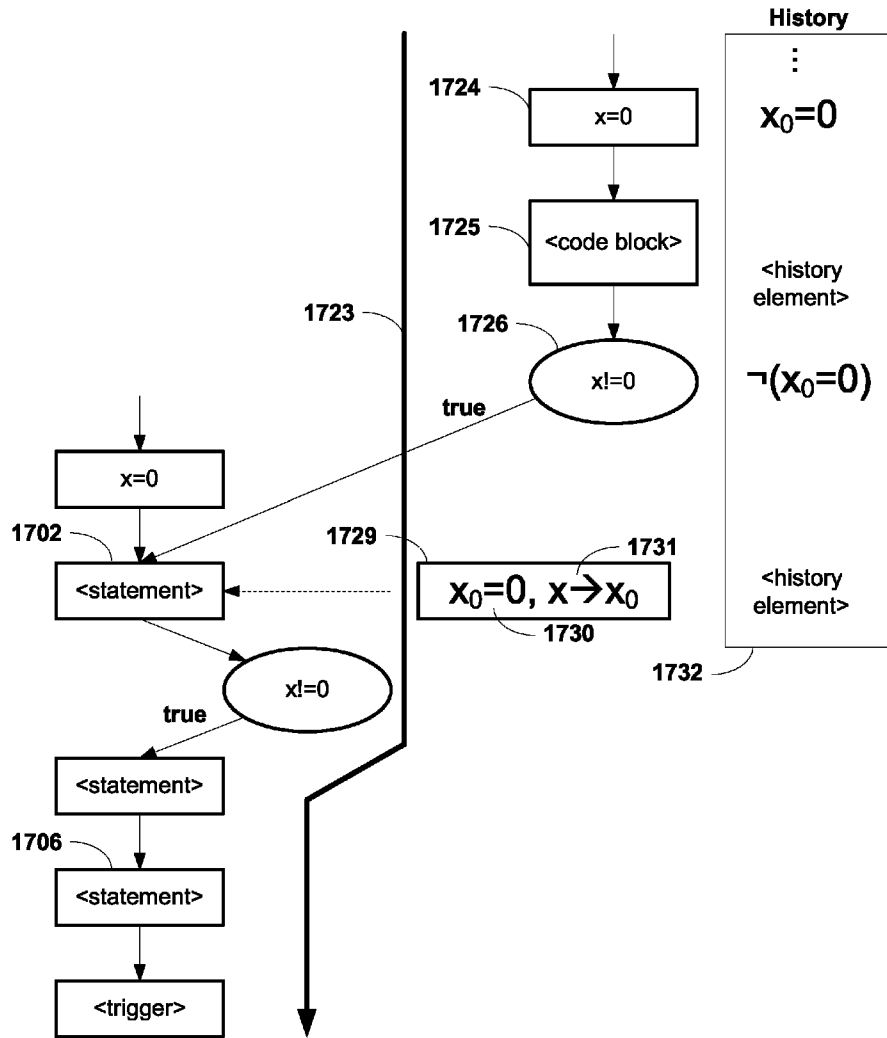 History
⋮
1724
x=0
x₀=0
1725
<code block>
<history
element>
1723
1726
x!=0
¬(x₀=0)
true
x=0
1702
<statement>
1729
1731
x₀=0, x→x₀
1730
<history
element>
1732
x!=0
true
<statement>
1706
<statement>
<trigger>